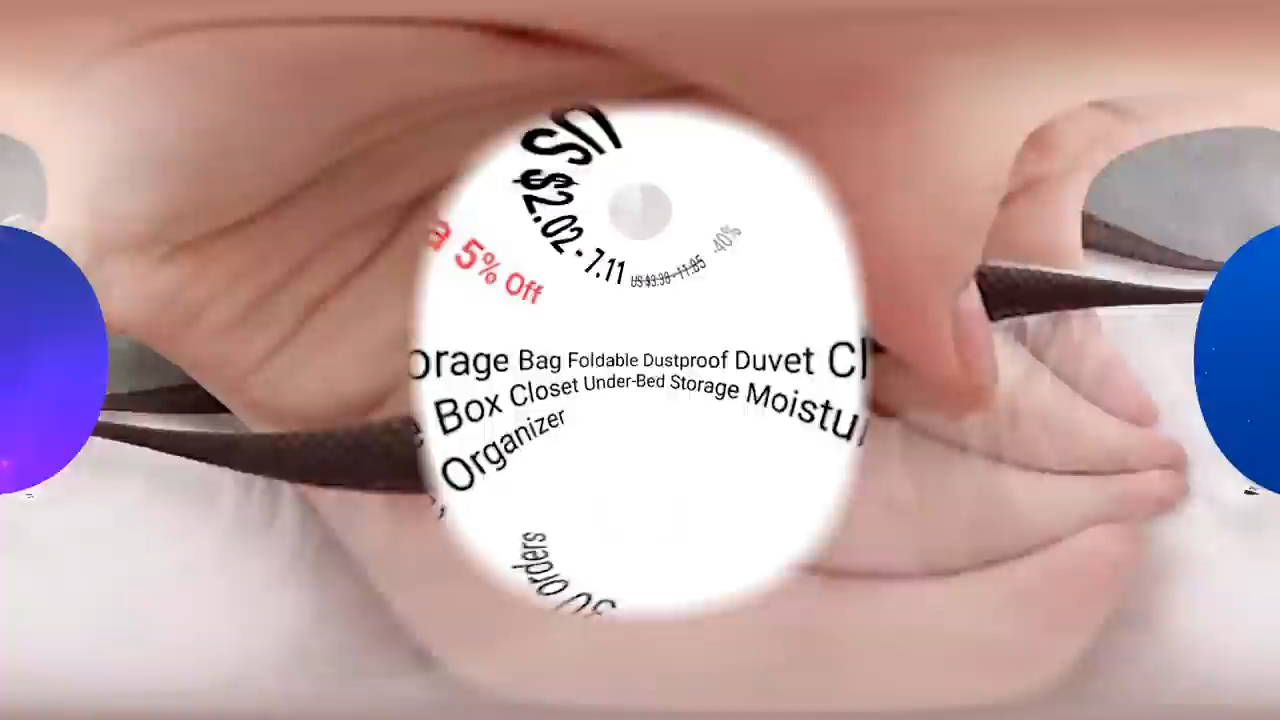 US $2.02 - 7.11 US $3.38 - 11.85 -40%
a 5% Off
orage Bag Foldable Dustproof Duvet Cl
Box Closet Under-Bed Storage Moistu
Organizer
orders